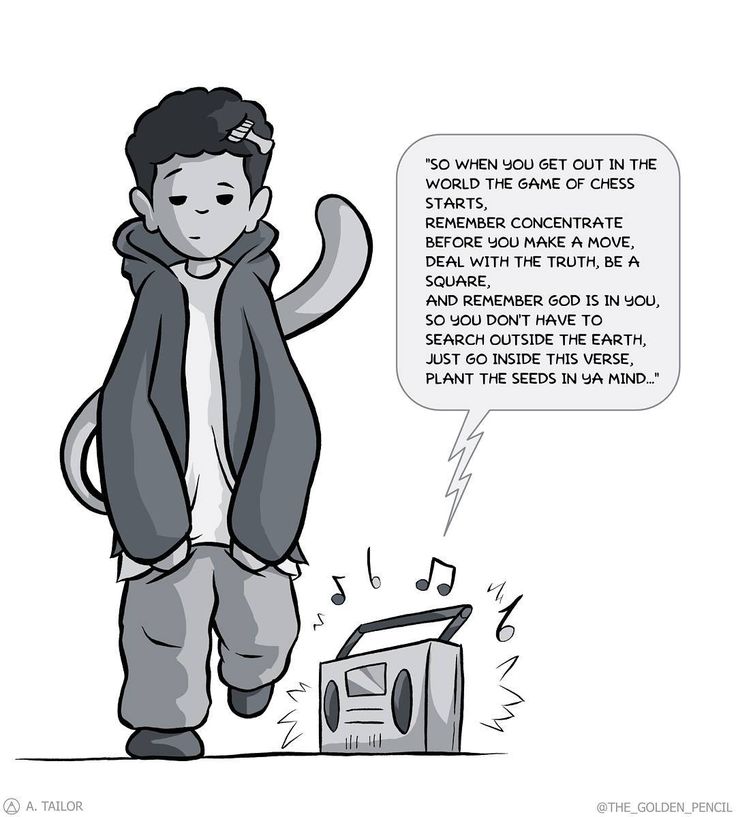 "SO WHEN YOU GET OUT IN THE
WORLD THE GAME OF CHESS
STARTS,
REMEMBER CONCENTRATE
BEFORE YOU MAKE A MOVE,
DEAL WITH THE TRUTH, BE A
SQUARE,
AND REMEMBER GOD IS IN YOU,
SO YOU DON'T HAVE TO
SEARCH OUTSIDE THE EARTH,
JUST GO INSIDE THIS VERSE,
PLANT THE SEEDS IN YA MIND..."
A. TAILOR
@THE_GOLDEN_PENCIL